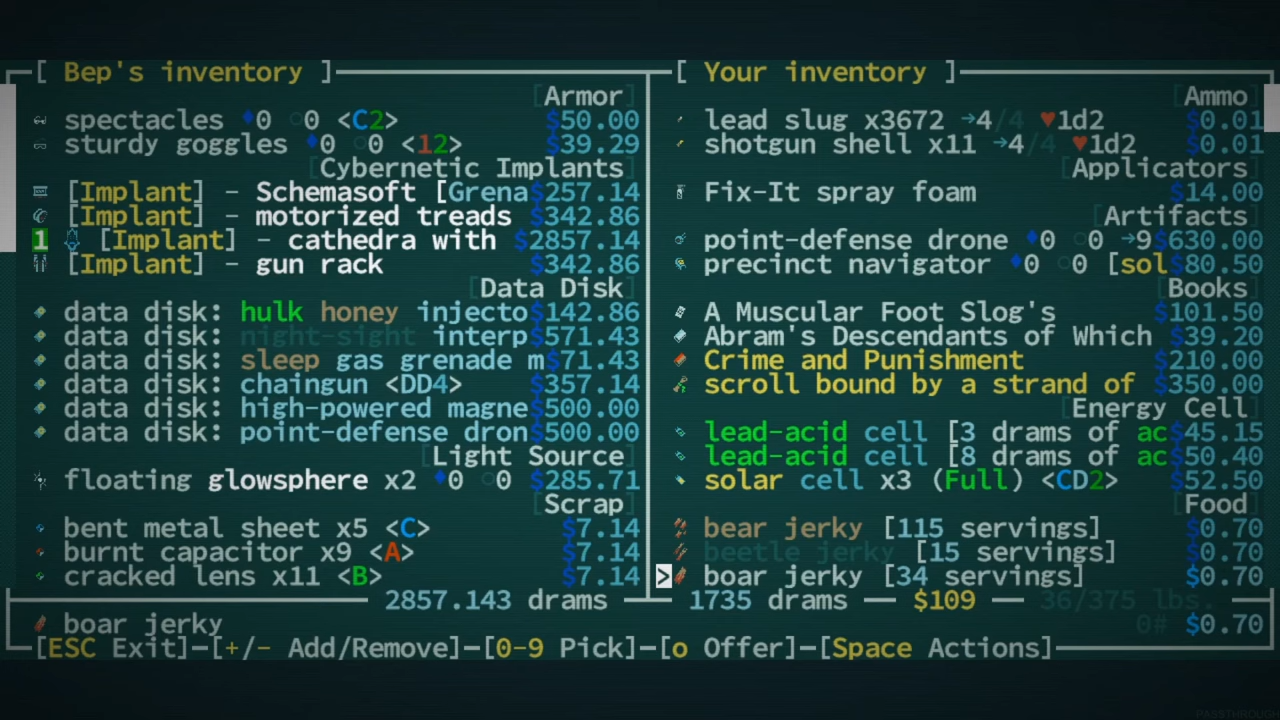 [ Bep's inventory ]
[Armor]
spectacles ♦0 ○0 <C2> $50.00
sturdy goggles ♦0 ○0 <12> $39.29
[Cybernetic Implants]
[Implant] - Schemasoft [Grena $257.14
[Implant] - motorized treads $342.86
1 [Implant] - cathedra with $2857.14
[Implant] - gun rack $342.86
[Data Disk]
data disk: hulk honey injecto $142.86
data disk: night-sight interp $571.43
data disk: sleep gas grenade m $71.43
data disk: chaingun <DD4> $357.14
data disk: high-powered magne $500.00
data disk: point-defense dron $500.00
[Light Source]
floating glowsphere x2 ♦0 ○0 $285.71
[Scrap]
bent metal sheet x5 <C> $7.14
burnt capacitor x9 <A> $7.14
cracked lens x11 <B> $7.14
2857.143 drams
[ Your inventory ]
[Ammo]
lead slug x3672 →4/4 ♥1d2 $0.01
shotgun shell x11 →4/4 ♥1d2 $0.01
[Applicators]
Fix-It spray foam $14.00
[Artifacts]
point-defense drone ♦0 ○0 →9 $630.00
precinct navigator ♦0 ○0 [sol $80.50
[Books]
A Muscular Foot Slog's $101.50
Abram's Descendants of Which $39.20
Crime and Punishment $210.00
scroll bound by a strand of $350.00
[Energy Cell]
lead-acid cell [3 drams of ac $45.15
lead-acid cell [8 drams of ac $50.40
solar cell x3 (Full) <CD2> $52.50
[Food]
bear jerky [115 servings] $0.70
beetle jerky [15 servings] $0.70
> boar jerky [34 servings] $0.70
1735 drams — $109 — 36/375 lbs.
boar jerky 0# $0.70
[ESC Exit]-[+/- Add/Remove]-[0-9 Pick]-[o Offer]-[Space Actions]